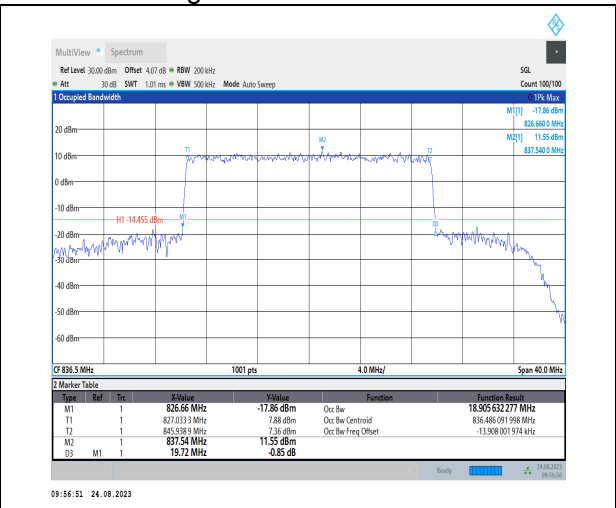 MultiView Spectrum
Ref Level 30.00 dBm Offset 4.07 dB RBW 200 kHz SGL
Att 30 dB SWT 1.01 ms VBW 500 kHz Mode Auto Sweep Count 100/100
1 Occupied Bandwidth 1Pk Max
M1[1] -17.86 dBm
826.660 0 MHz
M2[1] 11.55 dBm
837.540 0 MHz
20 dBm
M2
T1
T2
10 dBm
0 dBm
-10 dBm
H1 -14.455 dBm
M1
D3
-20 dBm
-30 dBm
-40 dBm
-50 dBm
-60 dBm
CF 836.5 MHz 1001 pts 4.0 MHz/ Span 40.0 MHz
2 Marker Table
Type Ref Trc X-Value Y-Value Function Function Result
M1 1 826.66 MHz -17.86 dBm Occ Bw 18.905 632 277 MHz
T1 1 827.033 3 MHz 7.88 dBm Occ Bw Centroid 836.486 091 998 MHz
T2 1 845.938 9 MHz 7.36 dBm Occ Bw Freq Offset -13.908 001 974 kHz
M2 1 837.54 MHz 11.55 dBm
D3 M1 1 19.72 MHz -0.85 dB
Ready 24.08.2023
09:56:50
09:56:51 24.08.2023